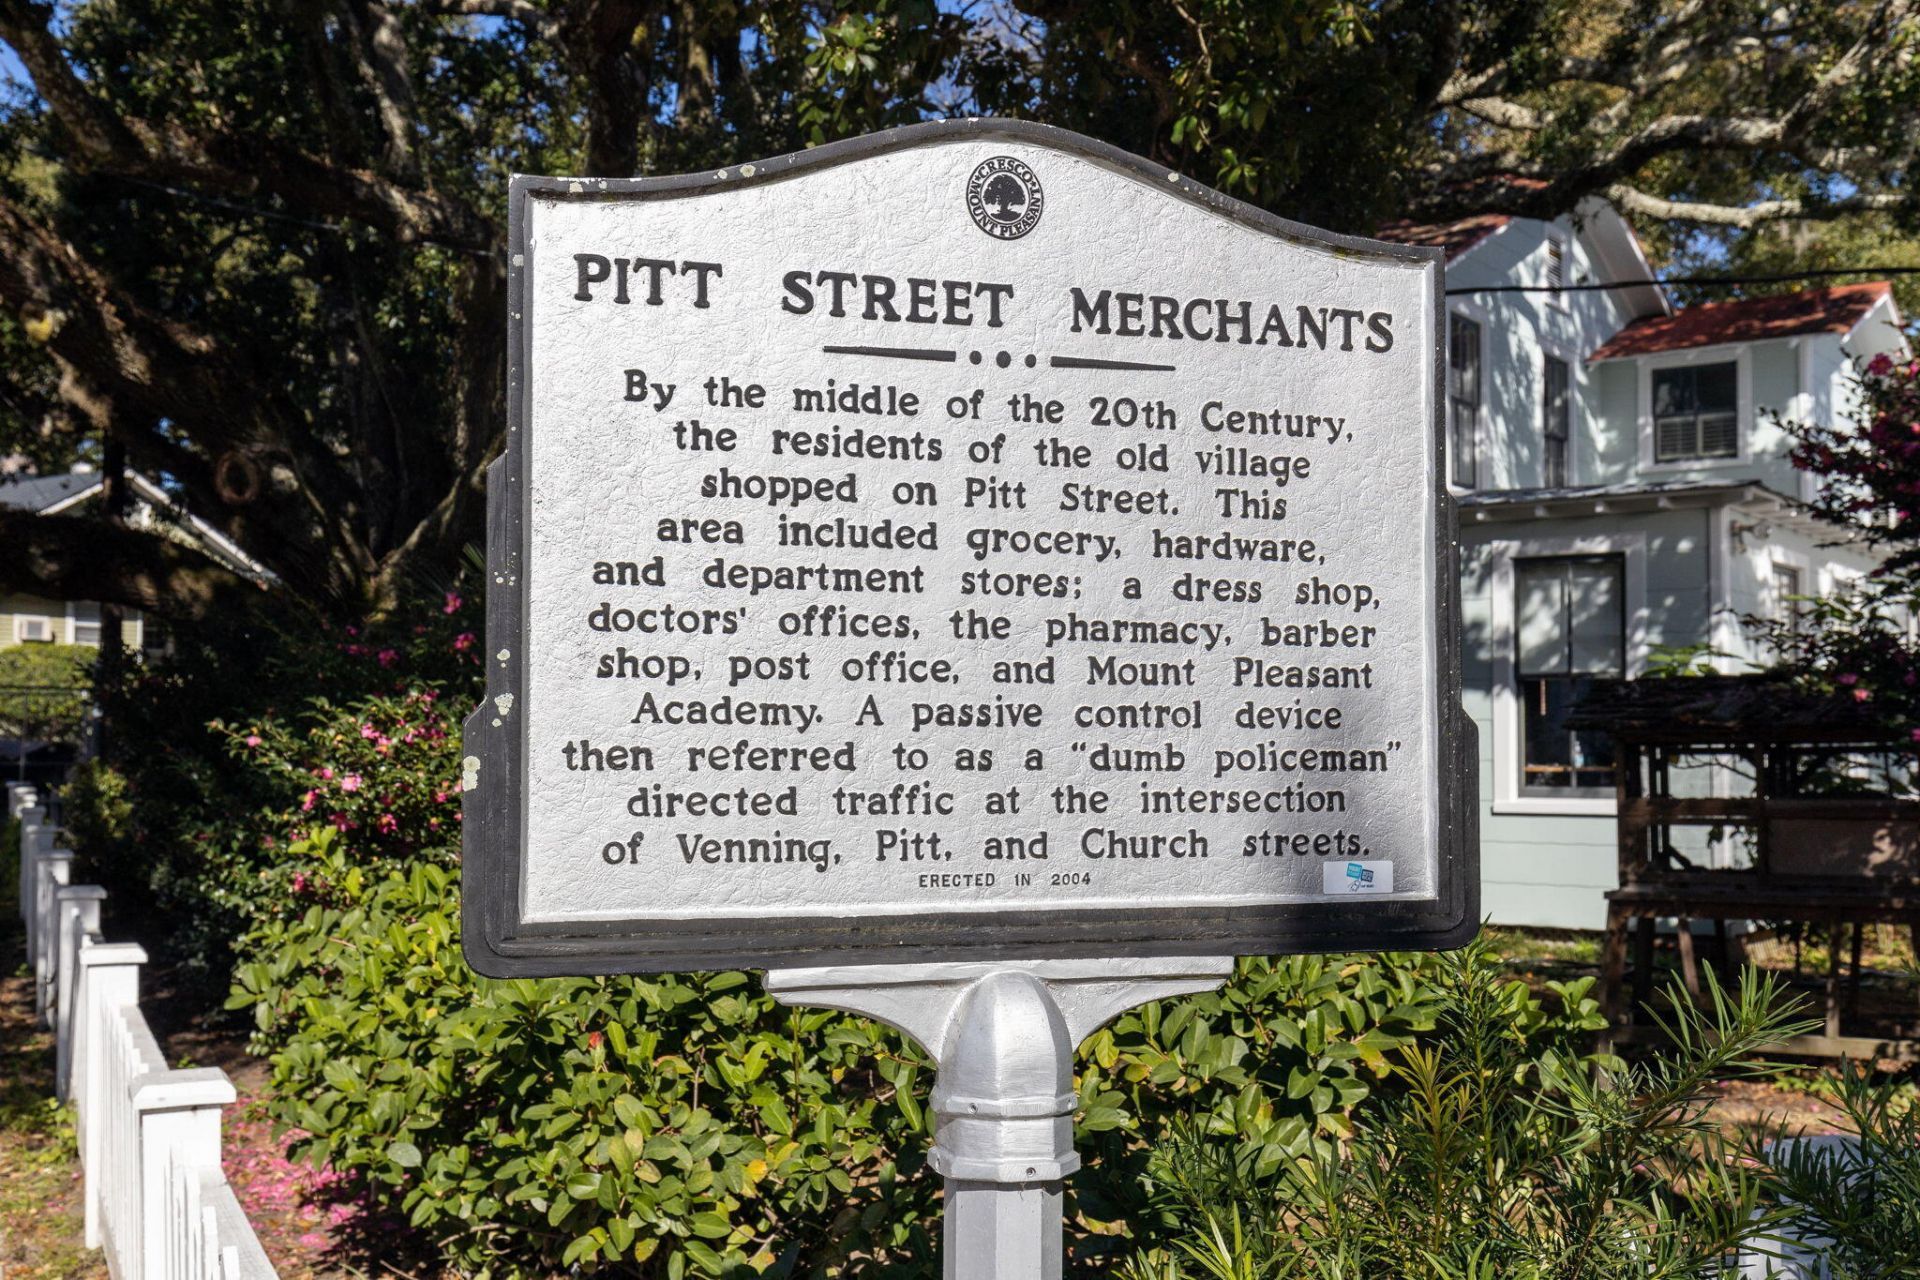 CRESCO
MOUNT PLEASANT
PITT STREET MERCHANTS
By the middle of the 20th Century,
the residents of the old village
shopped on Pitt Street. This
area included grocery, hardware,
and department stores; a dress shop,
doctors' offices, the pharmacy, barber
shop, post office, and Mount Pleasant
Academy. A passive control device
then referred to as a “dumb policeman”
directed traffic at the intersection
of Venning, Pitt, and Church streets.
ERECTED IN 2004